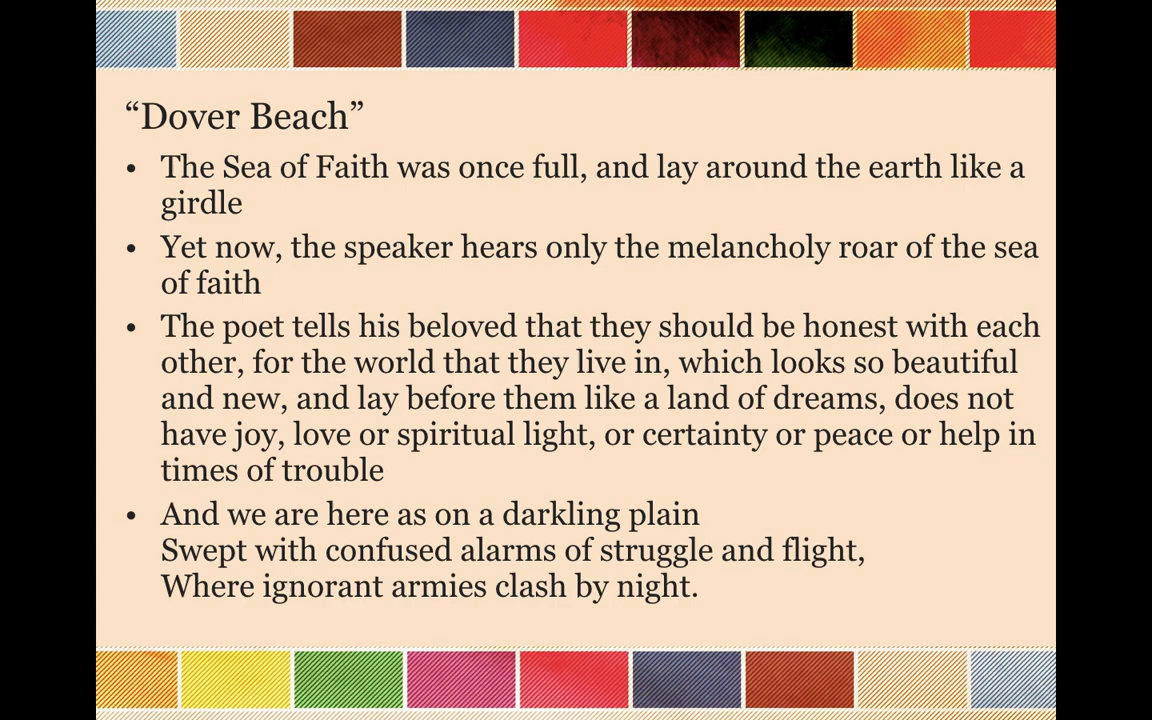 “Dover Beach”
• The Sea of Faith was once full, and lay around the earth like a
girdle
• Yet now, the speaker hears only the melancholy roar of the sea
of faith
• The poet tells his beloved that they should be honest with each
other, for the world that they live in, which looks so beautiful
and new, and lay before them like a land of dreams, does not
have joy, love or spiritual light, or certainty or peace or help in
times of trouble
• And we are here as on a darkling plain
Swept with confused alarms of struggle and flight,
Where ignorant armies clash by night.